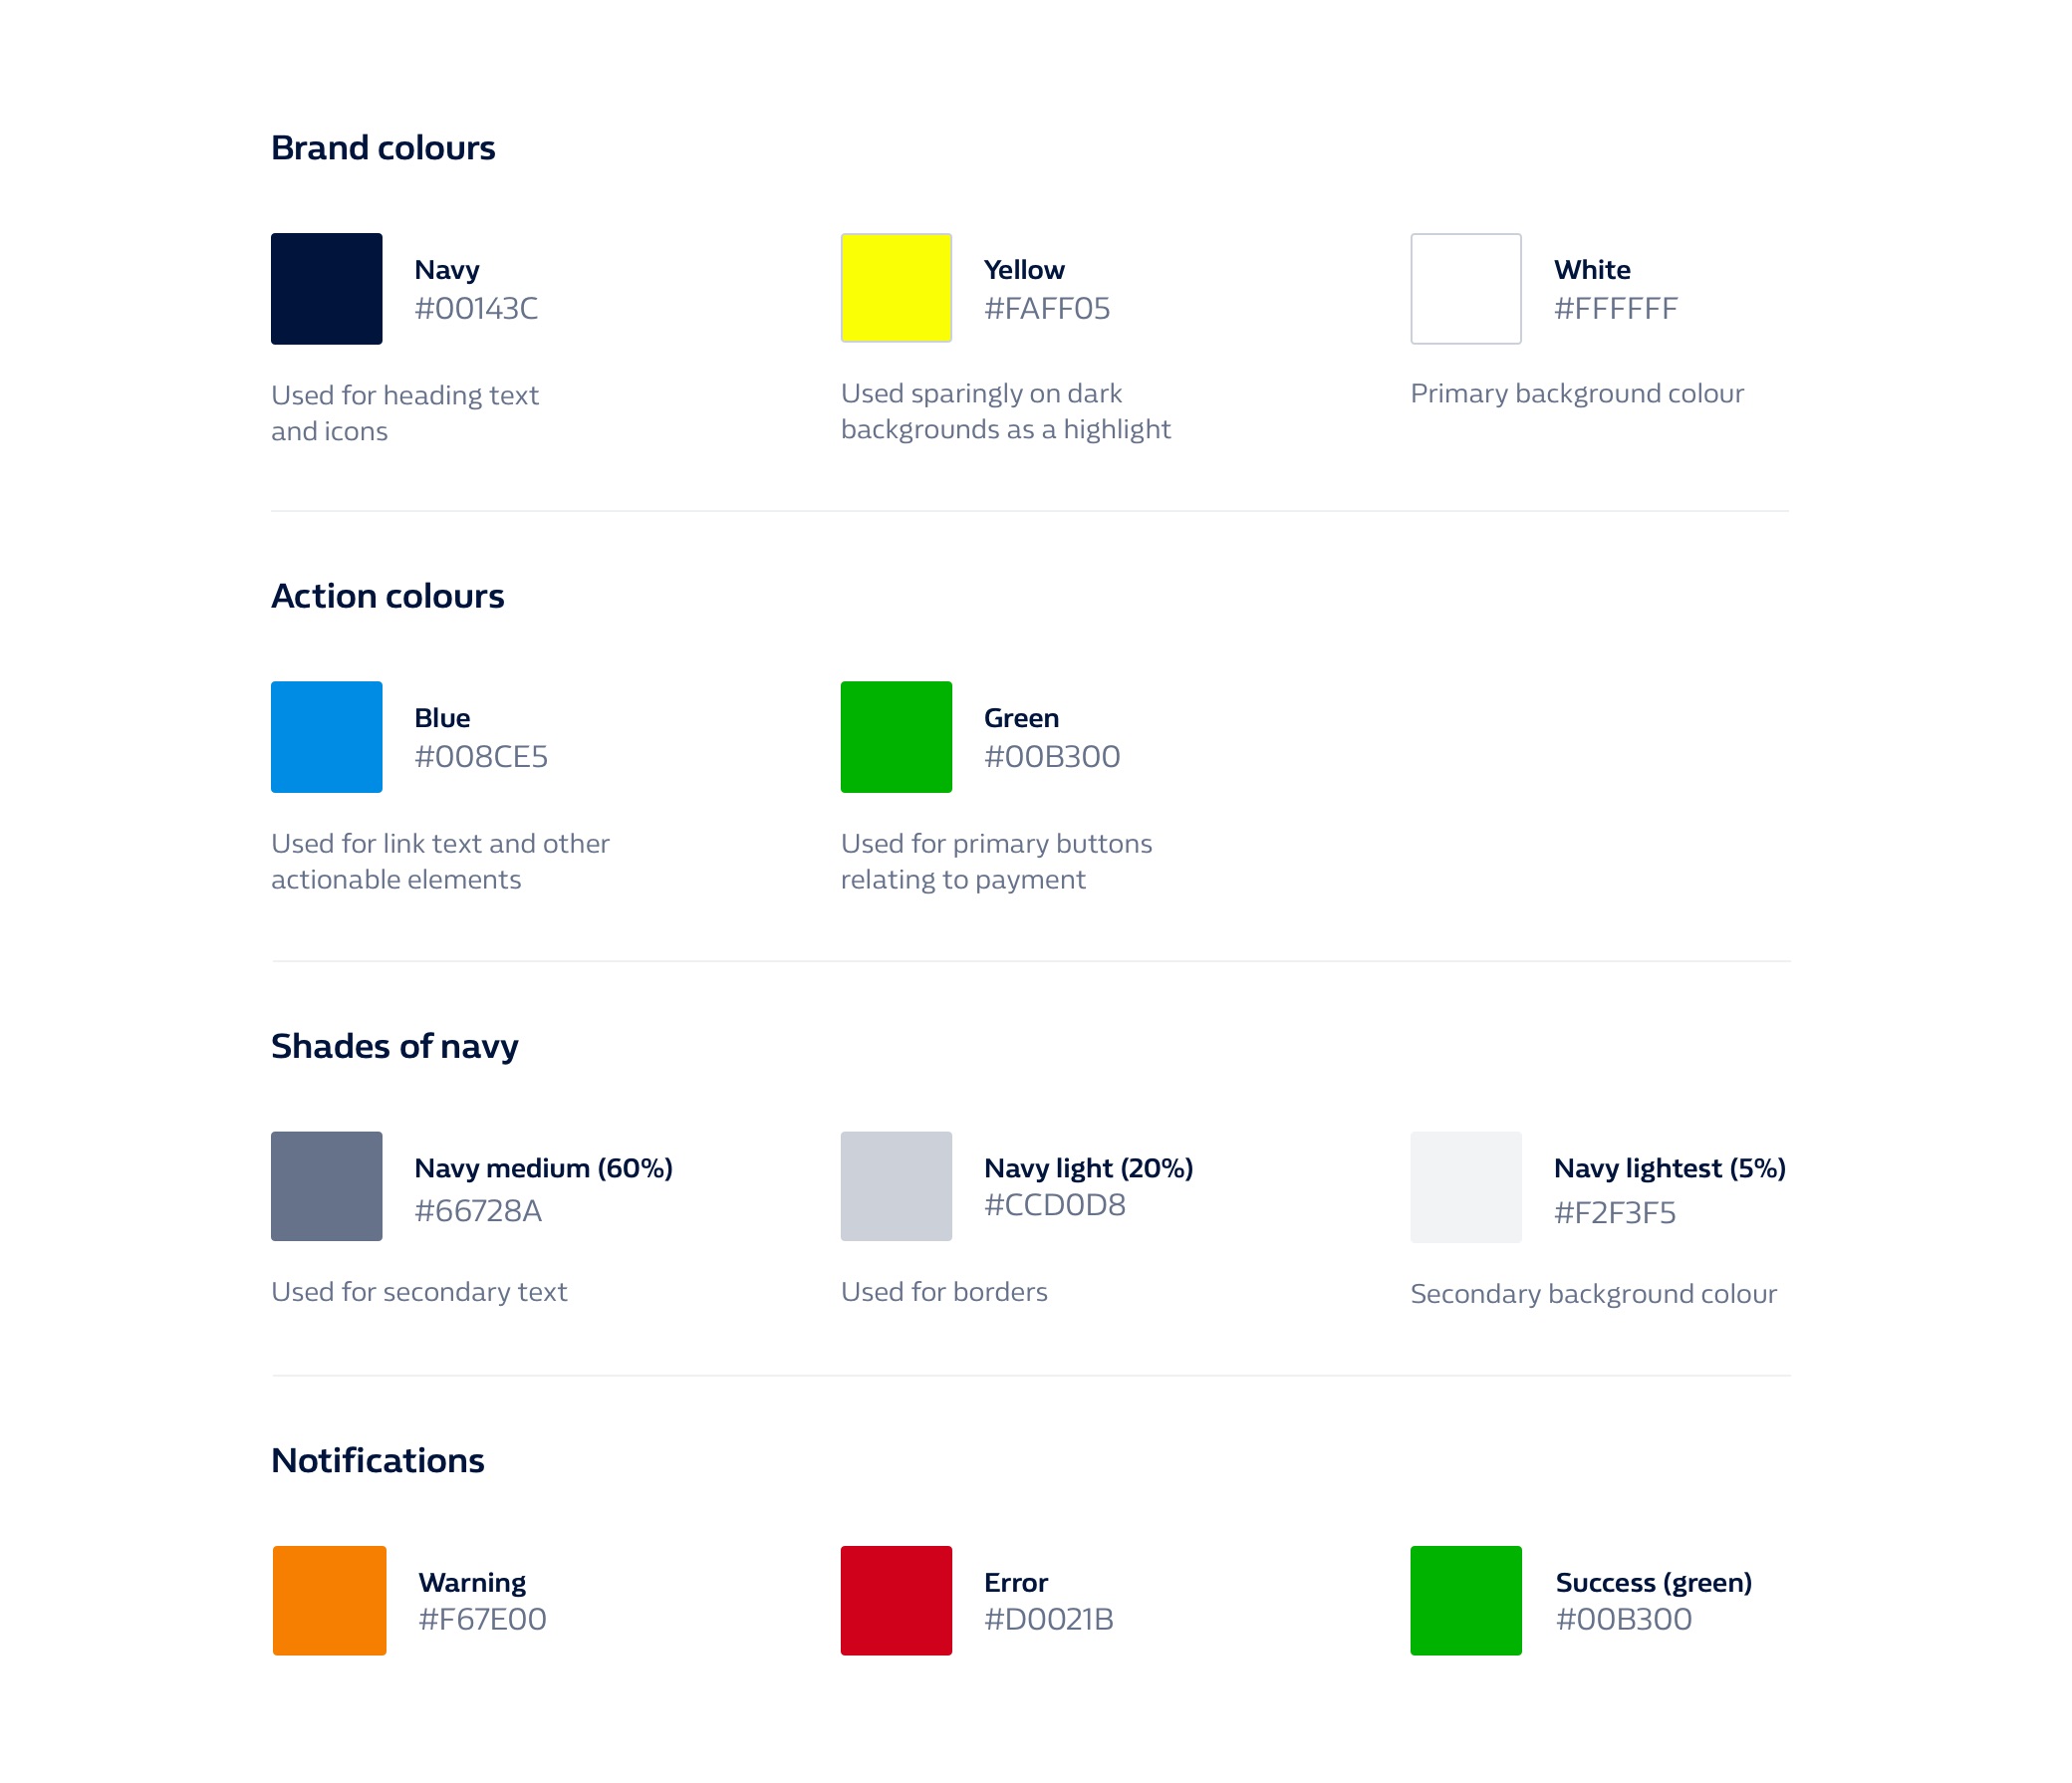 Brand colours
Navy
#00143C
Used for heading text
and icons
Yellow
#FAFF05
Used sparingly on dark
backgrounds as a highlight
White
#FFFFFF
Primary background colour
Action colours
Blue
#008CE5
Used for link text and other
actionable elements
Green
#00B300
Used for primary buttons
relating to payment
Shades of navy
Navy medium (60%)
#66728A
Used for secondary text
Navy light (20%)
#CCD0D8
Used for borders
Navy lightest (5%)
#F2F3F5
Secondary background colour
Notifications
Warning
#F67E00
Error
#D0021B
Success (green)
#00B300